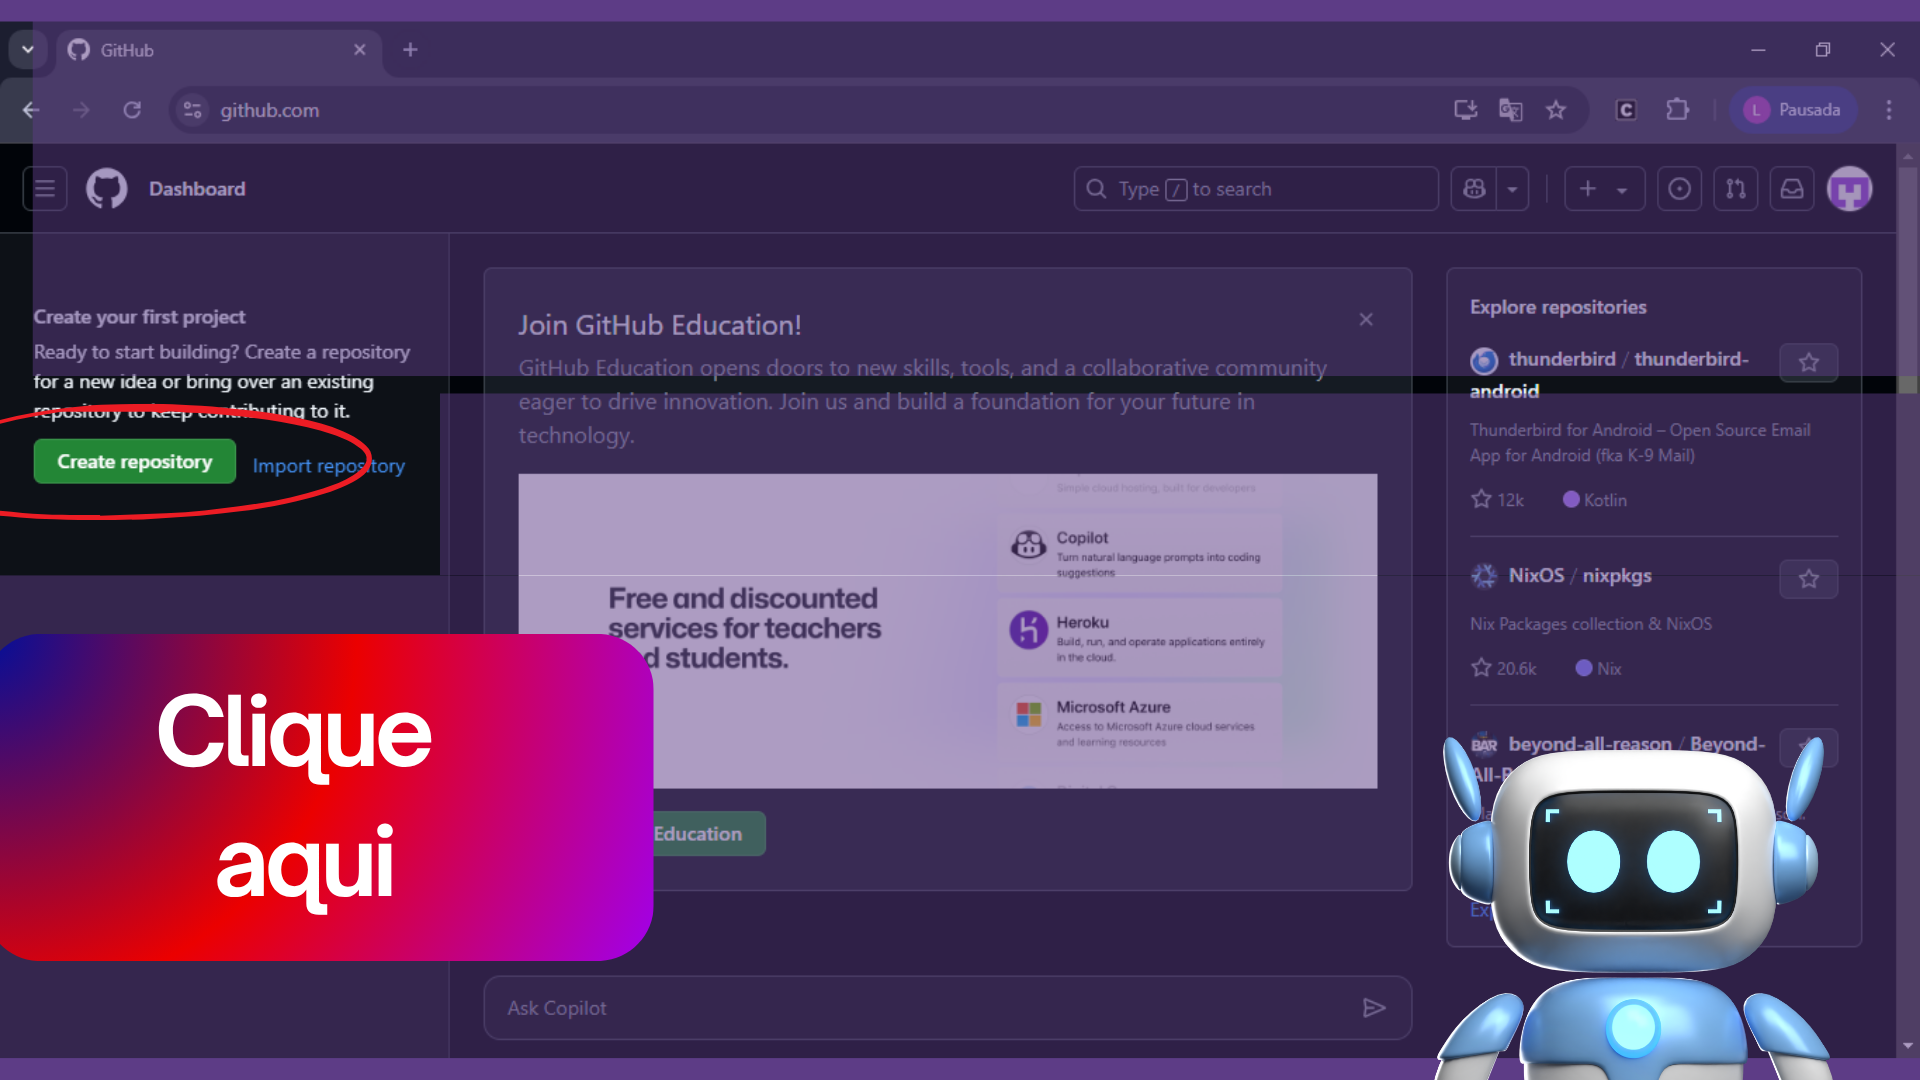 GitHub
github.com
L Pausada
Dashboard
Type / to search
Create your first project
Ready to start building? Create a repository
for a new idea or bring over an existing
repository to keep contributing to it.
Create repository
Import repository
Clique
aqui
Join GitHub Education!
GitHub Education opens doors to new skills, tools, and a collaborative community
eager to drive innovation. Join us and build a foundation for your future in
technology.
Free and discounted
services for teachers
students.
Simple cloud hosting, built for developers
Copilot
Turn natural language prompts into coding
suggestions
Heroku
Build, run, and operate applications entirely
in the cloud.
Microsoft Azure
Access to Microsoft Azure cloud services
and learning resources
Education
Ask Copilot
Explore repositories
thunderbird / thunderbird-
android
Thunderbird for Android – Open Source Email
App for Android (fka K-9 Mail)
12k
Kotlin
NixOS / nixpkgs
Nix Packages collection & NixOS
20.6k
Nix
BAR
beyond-all-reason / Beyond-